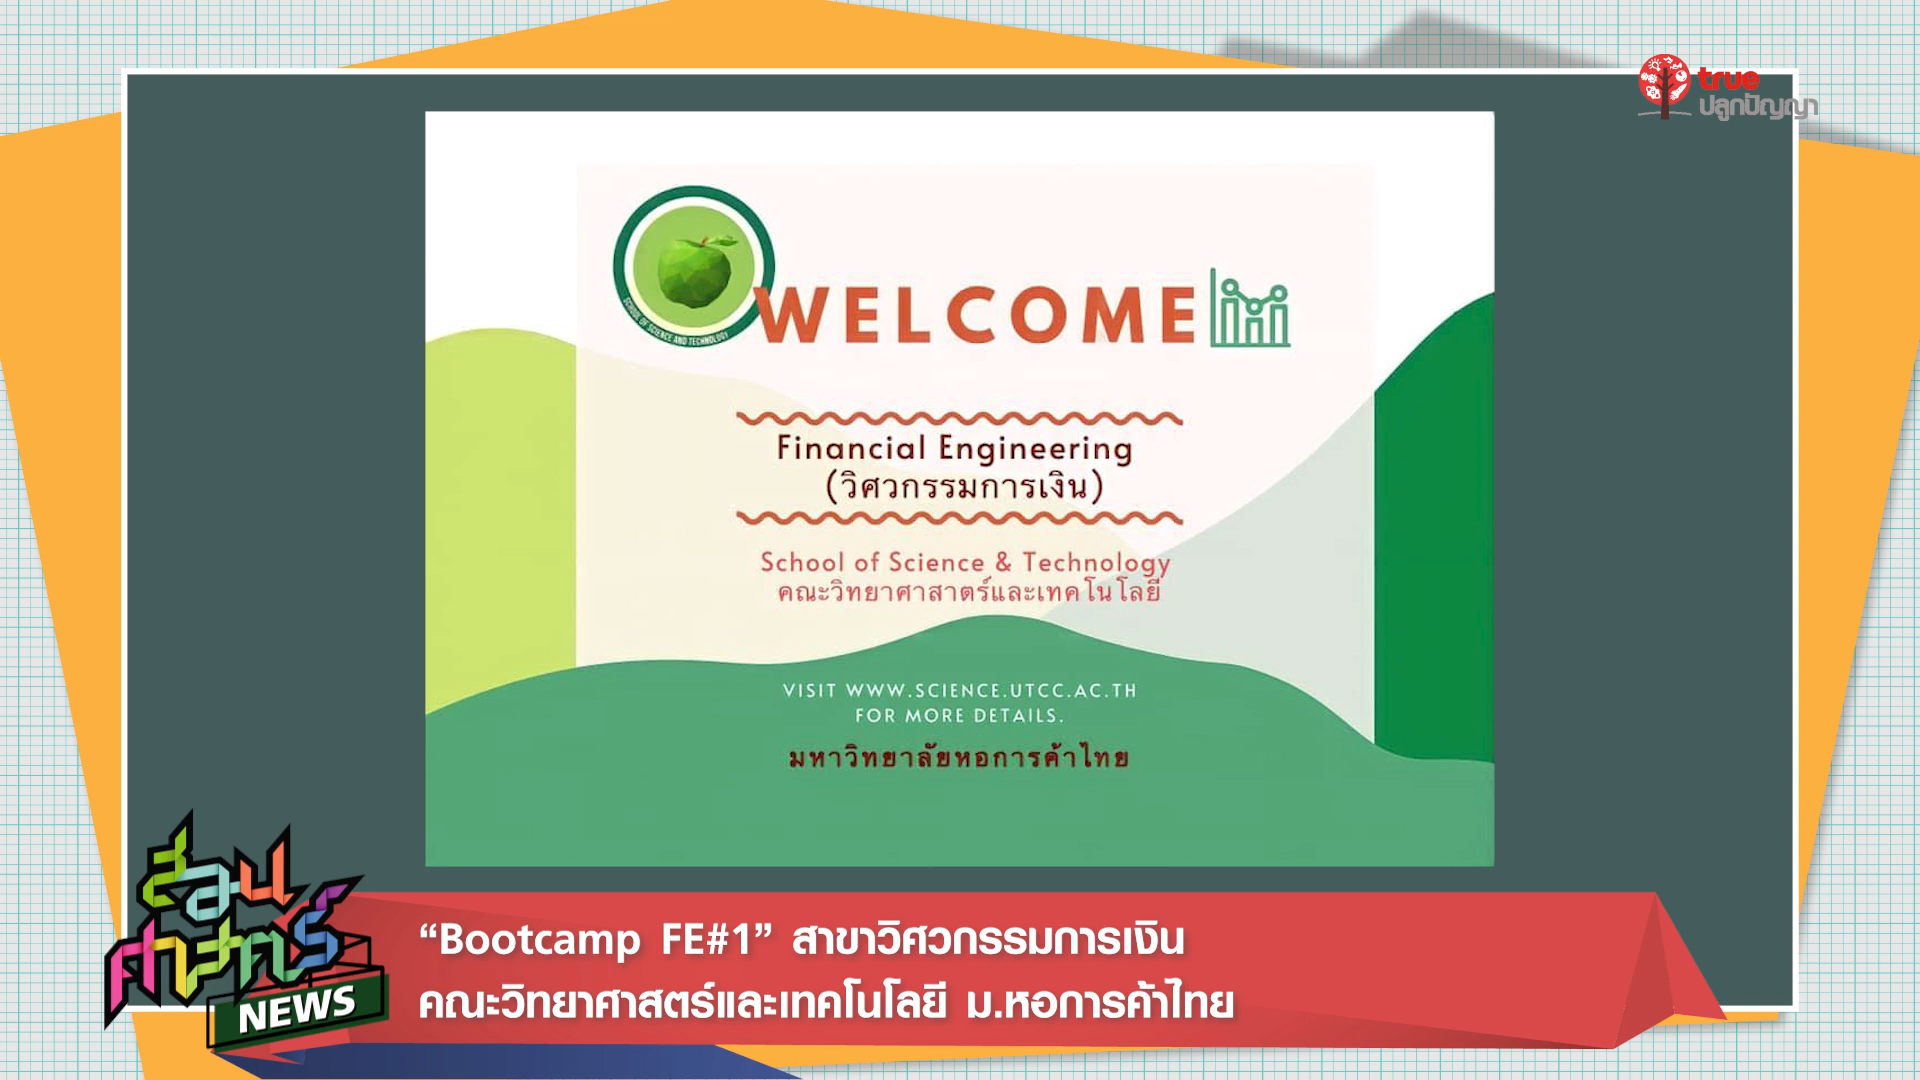 true
ปลูกปัญญา
SCHOOL OF SCIENCE AND TECHNOLOGY
WELCOME
Financial Engineering
(วิศวกรรมการเงิน)
School of Science & Technology
คณะวิทยาศาสาตร์และเทคโนโลยี
VISIT WWW.SCIENCE.UTCC.AC.TH
FOR MORE DETAILS.
มหาวิทยาลัยหอการค้าไทย
ส่อนศาสตร์
NEWS
“Bootcamp FE#1” สาขาวิศวกรรมการเงิน
คณะวิทยาศาสตร์และเทคโนโลยี ม.หอการค้าไทย